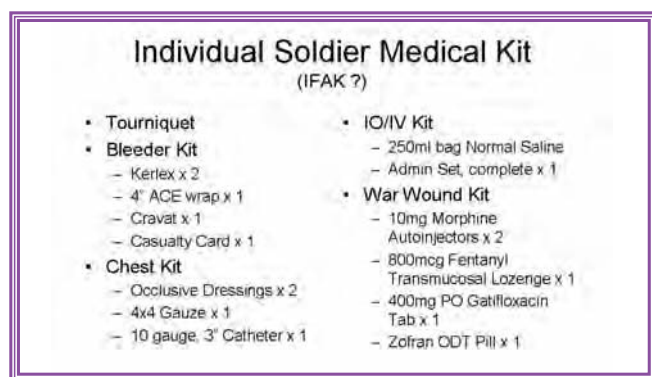 Individual Soldier Medical Kit
(IFAK ?)
• Tourniquet
• Bleeder Kit
– Kerlex x 2
– 4" ACE wrap x 1
– Cravat x 1
– Casualty Card x 1
• Chest Kit
– Occlusive Dressings x 2
– 4x4 Gauze x 1
– 10 gauge, 3" Catheter x 1
• IO/IV Kit
– 250ml bag Normal Saline
– Admin Set, complete x 1
• War Wound Kit
– 10mg Morphine
Autoinjectors x 2
– 800mcg Fentanyl
Transmucosal Lozenge x 1
– 400mg PO Gatifloxacin
Tab x 1
– Zofran ODT Pill x 1